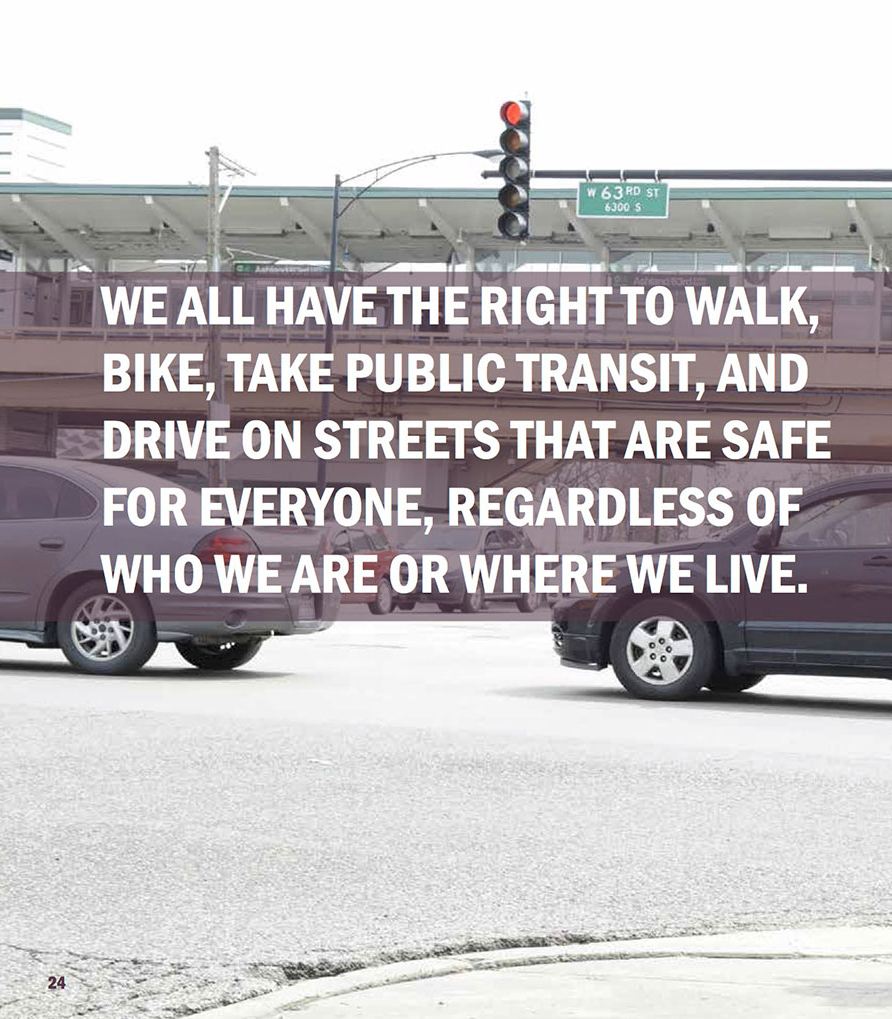 W 63RD ST
6300 S
WE ALL HAVE THE RIGHT TO WALK,
BIKE, TAKE PUBLIC TRANSIT, AND
DRIVE ON STREETS THAT ARE SAFE
FOR EVERYONE, REGARDLESS OF
WHO WE ARE OR WHERE WE LIVE.
24